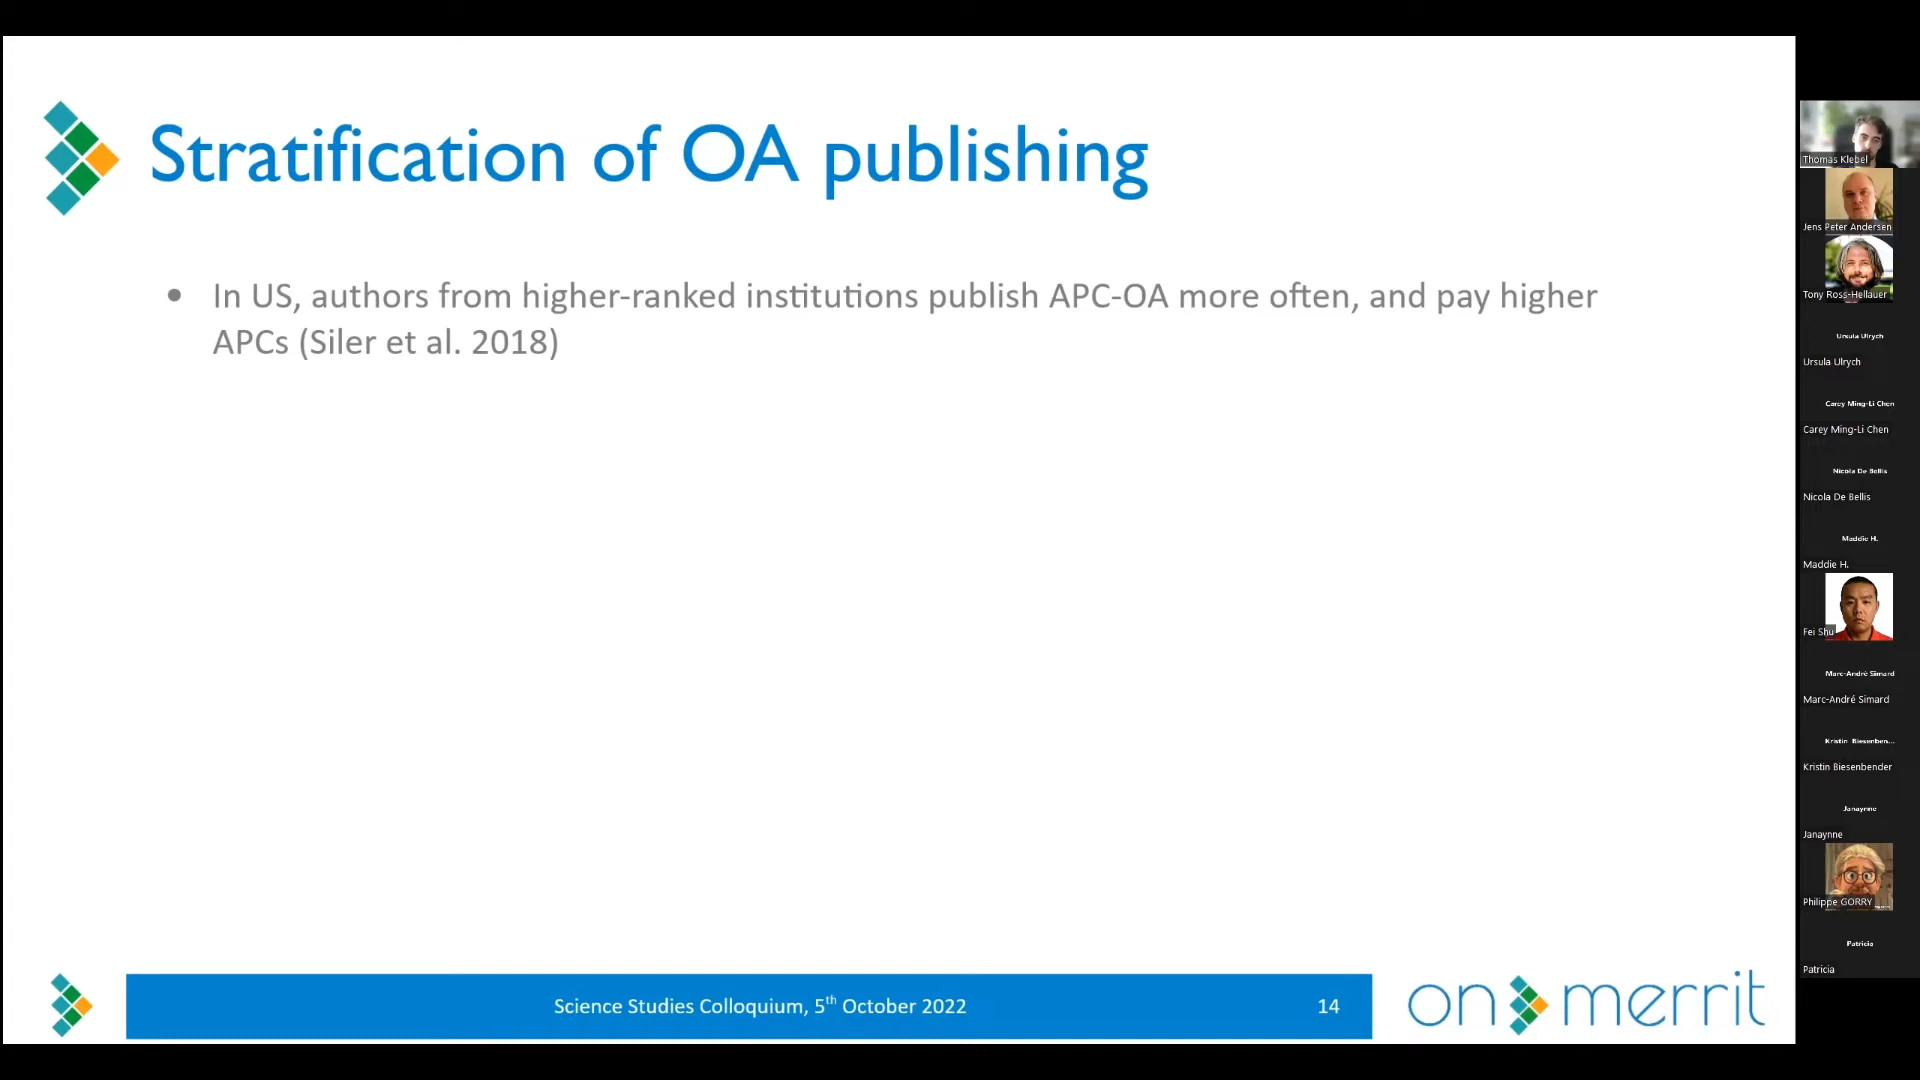 Stratification of OA publishing
• In US, authors from higher-ranked institutions publish APC-OA more often, and pay higher
APCs (Siler et al. 2018)
Science Studies Colloquium, 5th October 2022
14
on merrit
Thomas Klebel
Jens Peter Andersen
Tony Ross-Hellauer
Ursula Ulrych
Ursula Ulrych
Carey Ming-Li Chen
Carey Ming-Li Chen
Nicola De Bellis
Nicola De Bellis
Maddie H.
Maddie H.
Fei Shu
Marc-André Simard
Marc-André Simard
Kristin Biesenben...
Kristin Biesenbender
Janaynne
Janaynne
Philippe GORRY
Patricia
Patricia